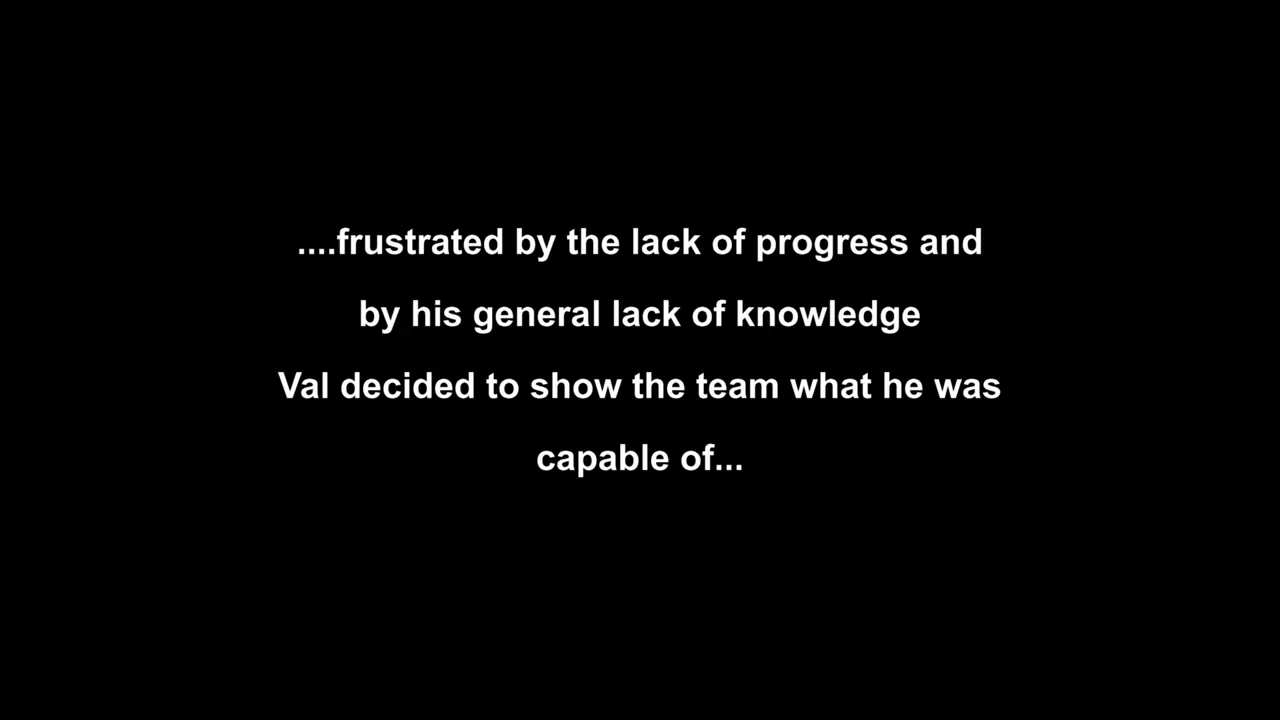 ....frustrated by the lack of progress and
by his general lack of knowledge
Val decided to show the team what he was
capable of...